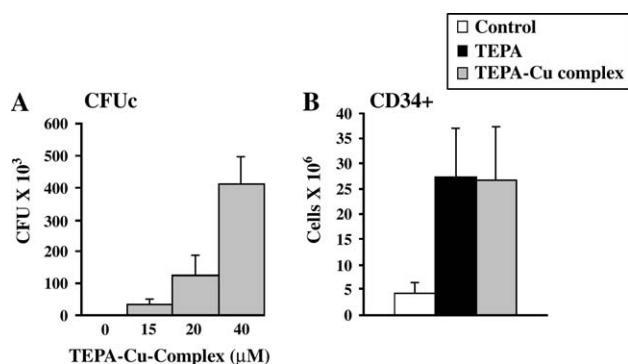 Control
TEPA
TEPA-Cu complex
A CFUc
600
500
400
300
200
100
0
CFU X 10³
0 15 20 40
TEPA-Cu-Complex (µM)
B CD34+
40
35
30
25
20
15
10
5
0
Cells X 10⁶